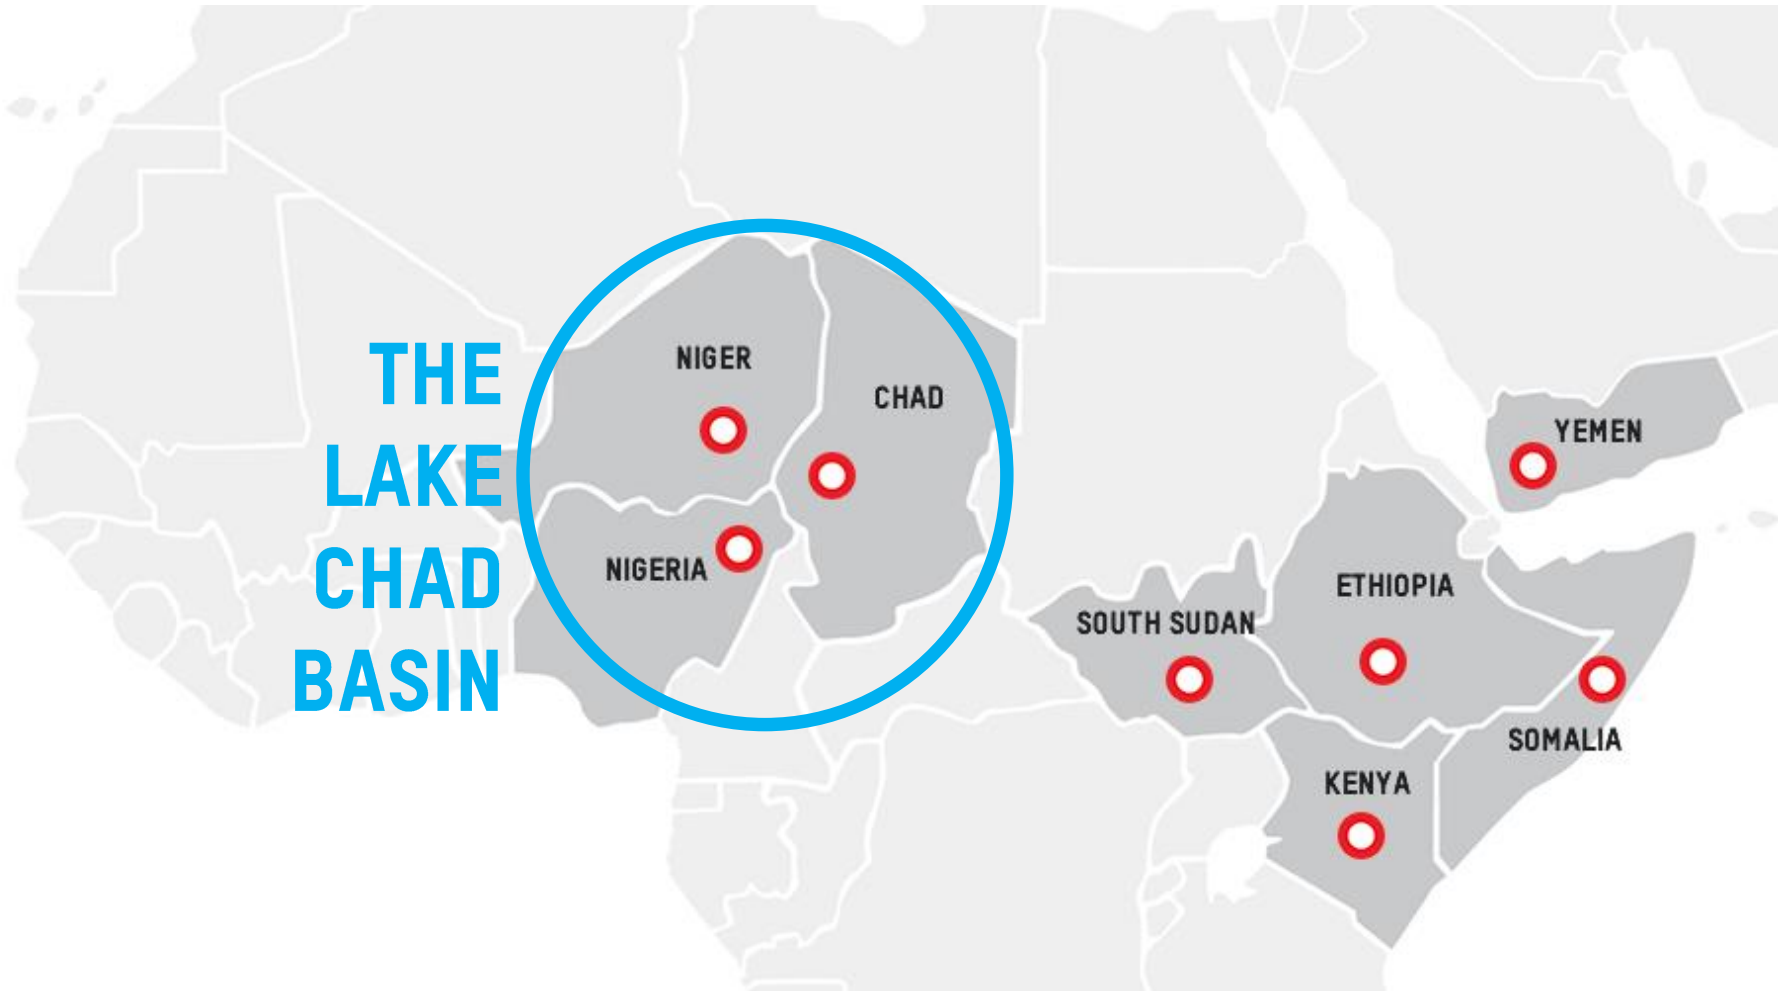 THE
LAKE
CHAD
BASIN
NIGER
CHAD
NIGERIA
YEMEN
ETHIOPIA
SOUTH SUDAN
SOMALIA
KENYA